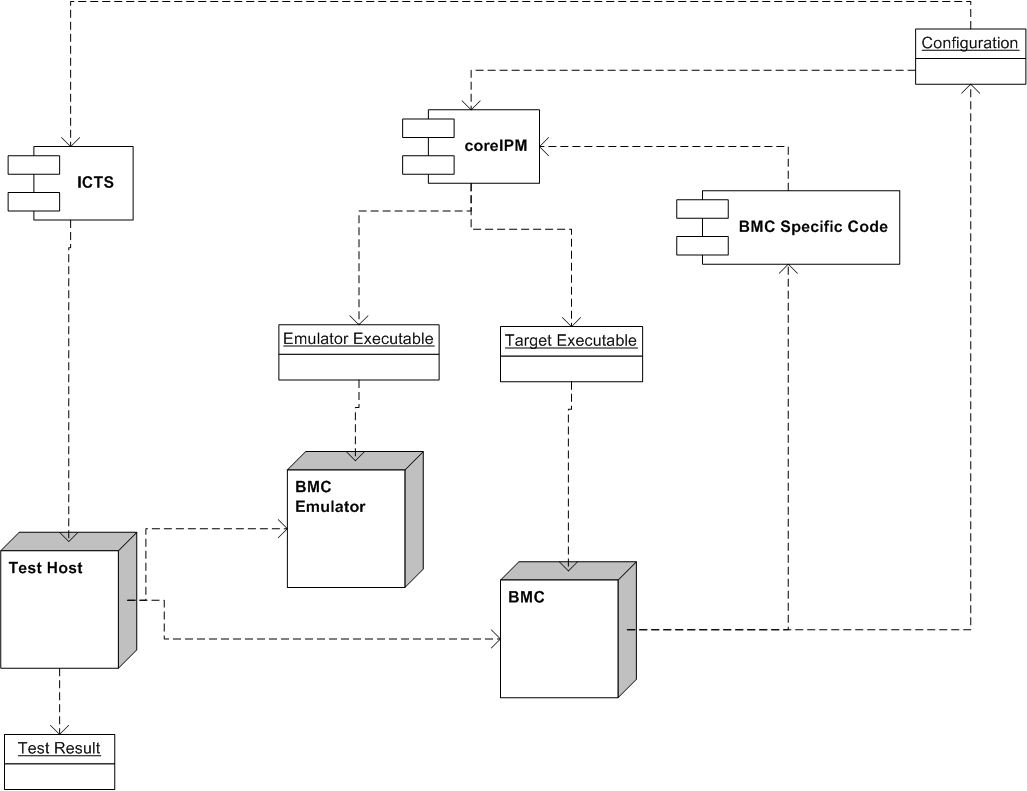 Configuration
coreIPM
ICTS
BMC Specific Code
Emulator Executable
Target Executable
BMC
Emulator
Test Host
BMC
Test Result